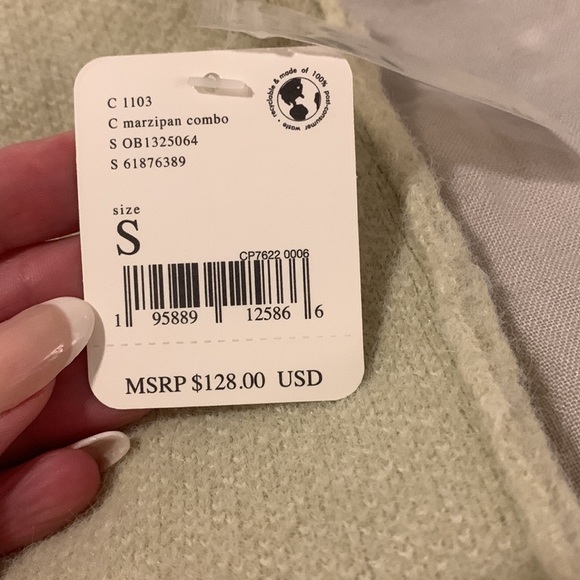 C 1103
C marzipan combo
S OB1325064
S 61876389
recyclable & made of 100% post-consumer waste •
size
S
CP7622 0006
1 95889 12586 6
MSRP $128.00 USD